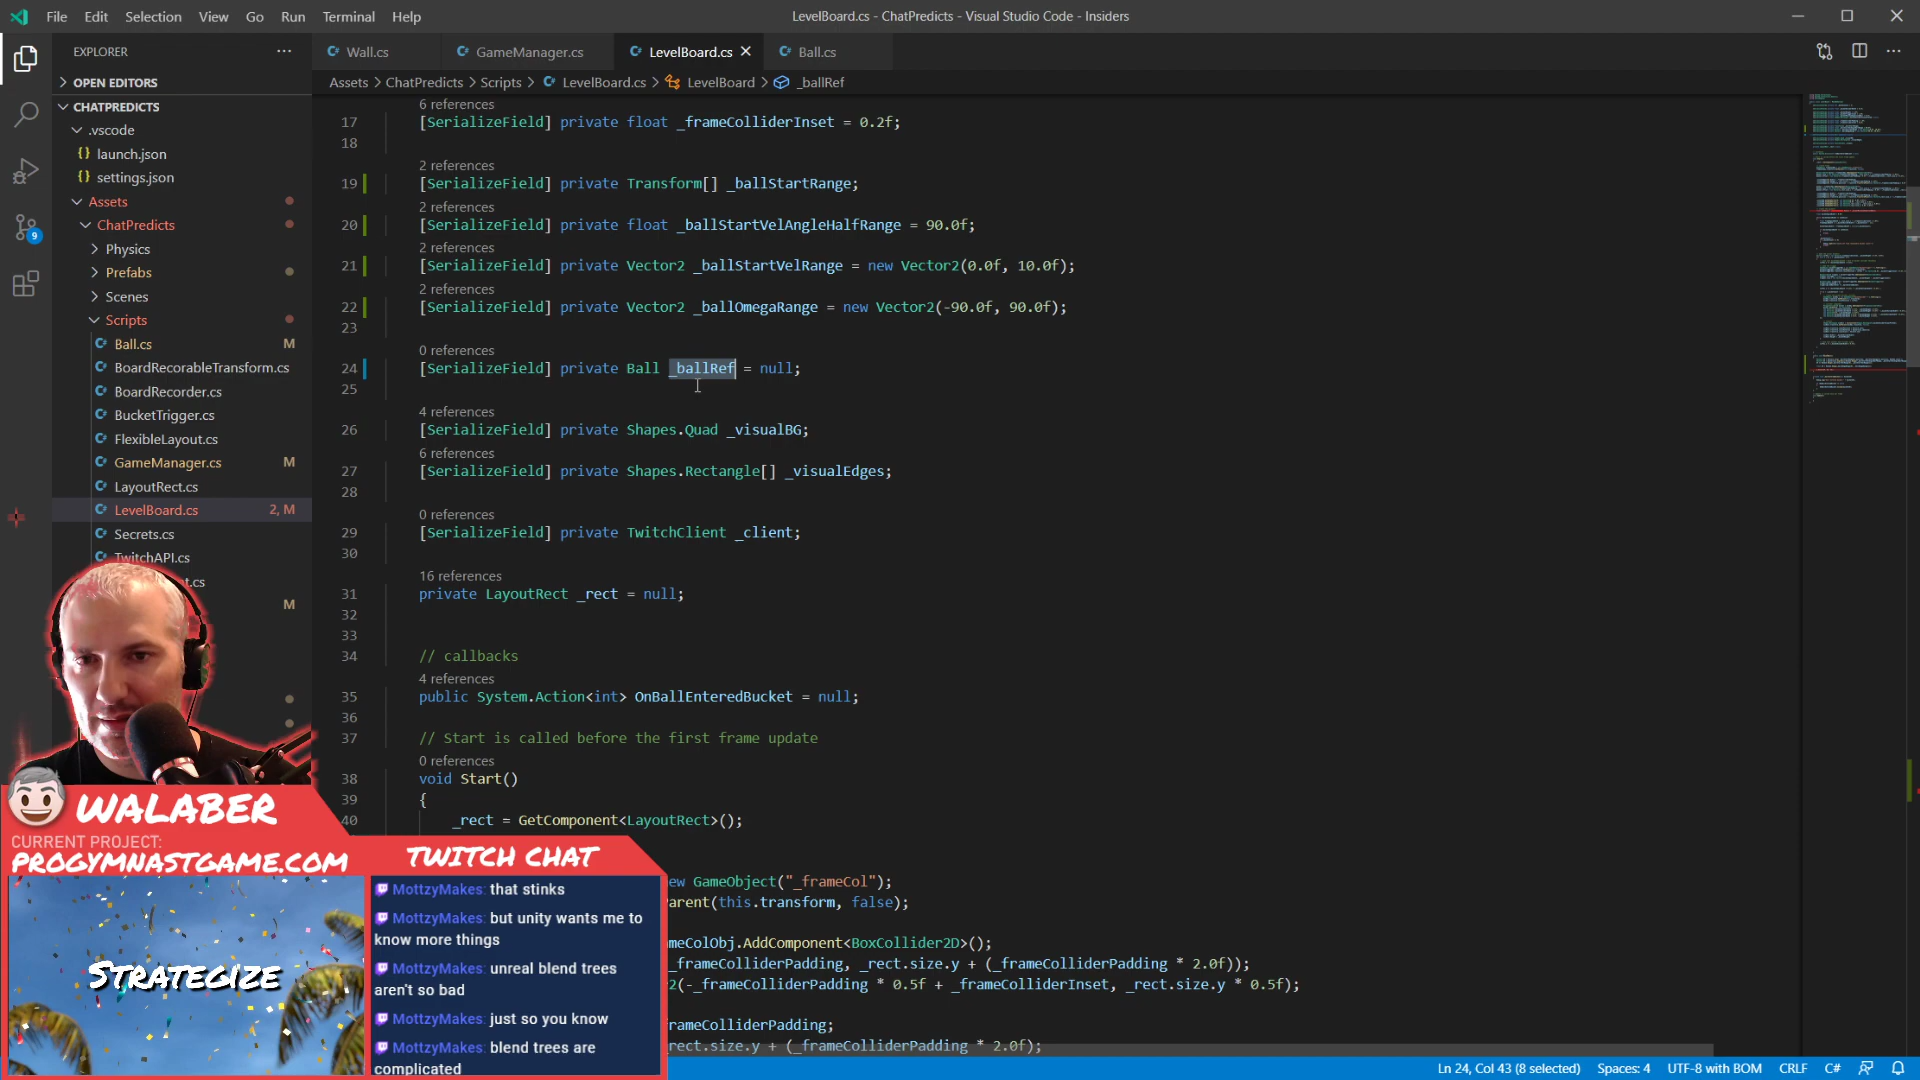 File Edit Selection View Go Run Terminal Help
LevelBoard.cs - ChatPredicts - Visual Studio Code - Insiders
EXPLORER
Wall.cs GameManager.cs LevelBoard.cs Ball.cs
OPEN EDITORS
Assets > ChatPredicts > Scripts > LevelBoard.cs > LevelBoard > _ballRef
CHATPREDICTS
.vscode
launch.json
settings.json
Assets
ChatPredicts
Physics
Prefabs
Scenes
Scripts
Ball.cs M
BoardRecorableTransform.cs
BoardRecorder.cs
BucketTrigger.cs
FlexibleLayout.cs
GameManager.cs M
LayoutRect.cs
LevelBoard.cs 2, M
Secrets.cs
TwitchAPI.cs
t.cs
M
9
6 references
17 [SerializeField] private float _frameColliderInset = 0.2f;
18
2 references
19 [SerializeField] private Transform[] _ballStartRange;
2 references
20 [SerializeField] private float _ballStartVelAngleHalfRange = 90.0f;
2 references
21 [SerializeField] private Vector2 _ballStartVelRange = new Vector2(0.0f, 10.0f);
2 references
22 [SerializeField] private Vector2 _ballOmegaRange = new Vector2(-90.0f, 90.0f);
23
0 references
24 [SerializeField] private Ball _ballRef = null;
25
4 references
26 [SerializeField] private Shapes.Quad _visualBG;
6 references
27 [SerializeField] private Shapes.Rectangle[] _visualEdges;
28
0 references
29 [SerializeField] private TwitchClient _client;
30
16 references
31 private LayoutRect _rect = null;
32
33
34 // callbacks
4 references
35 public System.Action<int> OnBallEnteredBucket = null;
36
37 // Start is called before the first frame update
0 references
38 void Start()
39 {
40 _rect = GetComponent<LayoutRect>();
ew GameObject("_frameCol");
Parent(this.transform, false);
meColObj.AddComponent<BoxCollider2D>();
_frameColliderPadding, _rect.size.y + (_frameColliderPadding * 2.0f));
2(-_frameColliderPadding * 0.5f + _frameColliderInset, _rect.size.y * 0.5f);
frameColliderPadding;
rect.size.y + (_frameColliderPadding * 2.0f);
WALABER
CURRENT PROJECT:
PROGYMNASTGAME.COM
STRATEGIZE
TWITCH CHAT
MottzyMakes: that stinks
MottzyMakes: but unity wants me to
know more things
MottzyMakes: unreal blend trees
aren't so bad
MottzyMakes: just so you know
MottzyMakes: blend trees are
complicated
Ln 24, Col 43 (8 selected) Spaces: 4 UTF-8 with BOM CRLF C#